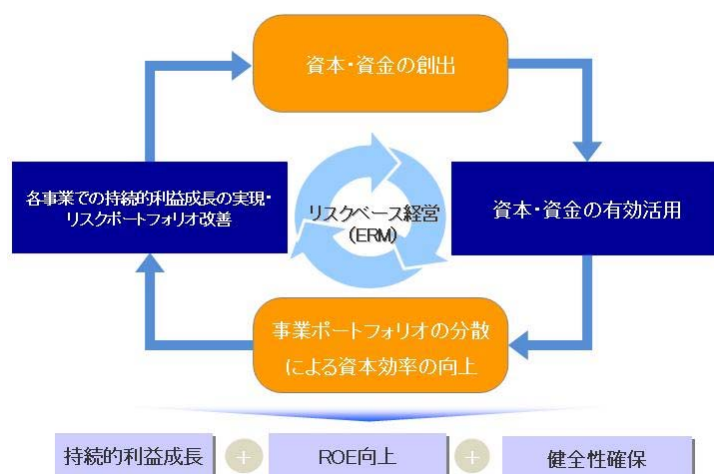 資本・資金の創出
各事業での持続的利益成長の実現・
リスクポートフォリオ改善
リスクベース経営
(ERM)
資本・資金の有効活用
事業ポートフォリオの分散
による資本効率の向上
持続的利益成長 + ROE向上 + 健全性確保